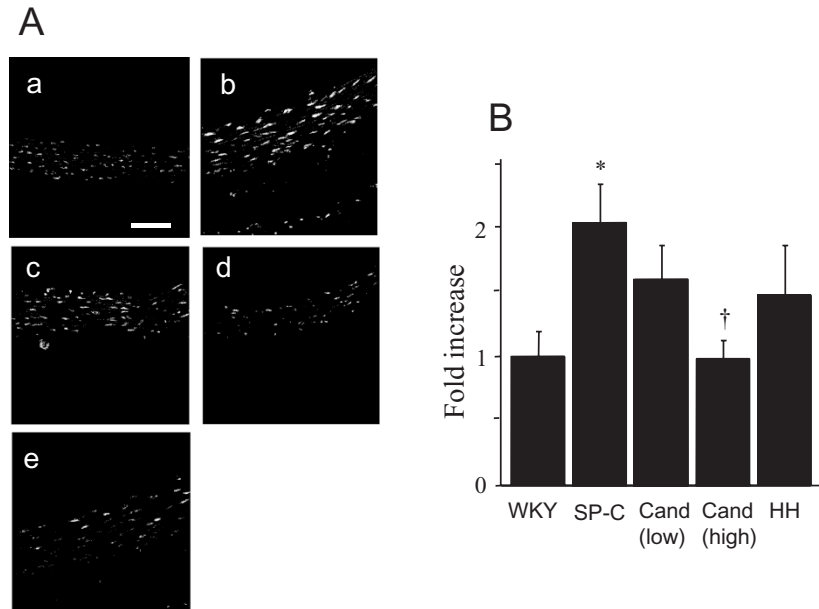 A
a
b
c
d
e
B
Fold increase
2
1
0
*
†
WKY
SP-C
Cand
(low)
Cand
(high)
HH